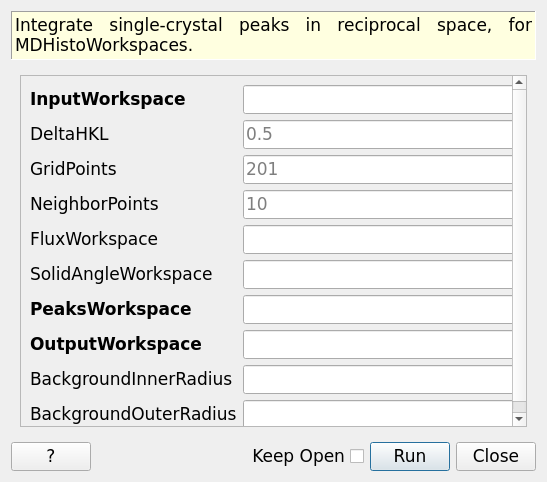 Integrate single-crystal peaks in reciprocal space, for
MDHistoWorkspaces.
InputWorkspace
DeltaHKL 0.5
GridPoints 201
NeighborPoints 10
FluxWorkspace
SolidAngleWorkspace
PeaksWorkspace
OutputWorkspace
BackgroundInnerRadius
BackgroundOuterRadius
? Keep Open Run Close